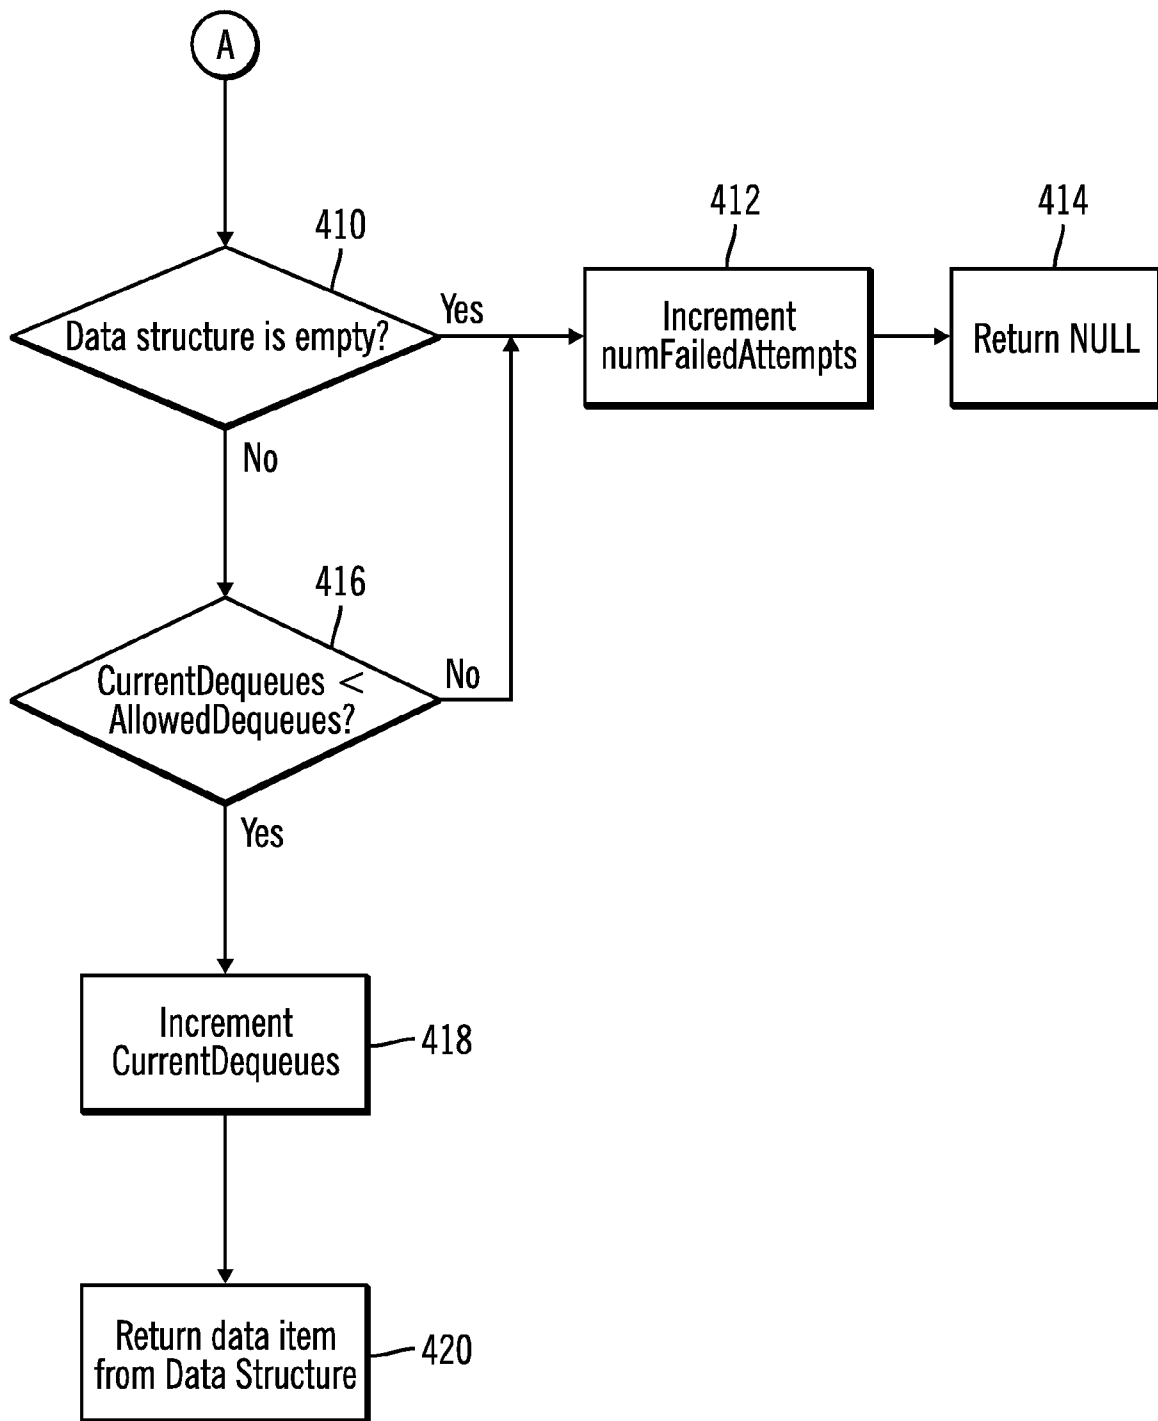 A
410
Data structure is empty?
Yes
No
412
Increment
numFailedAttempts
414
Return NULL
416
CurrentDequeues <
AllowedDequeues?
No
Yes
Increment
CurrentDequeues
418
Return data item
from Data Structure
420